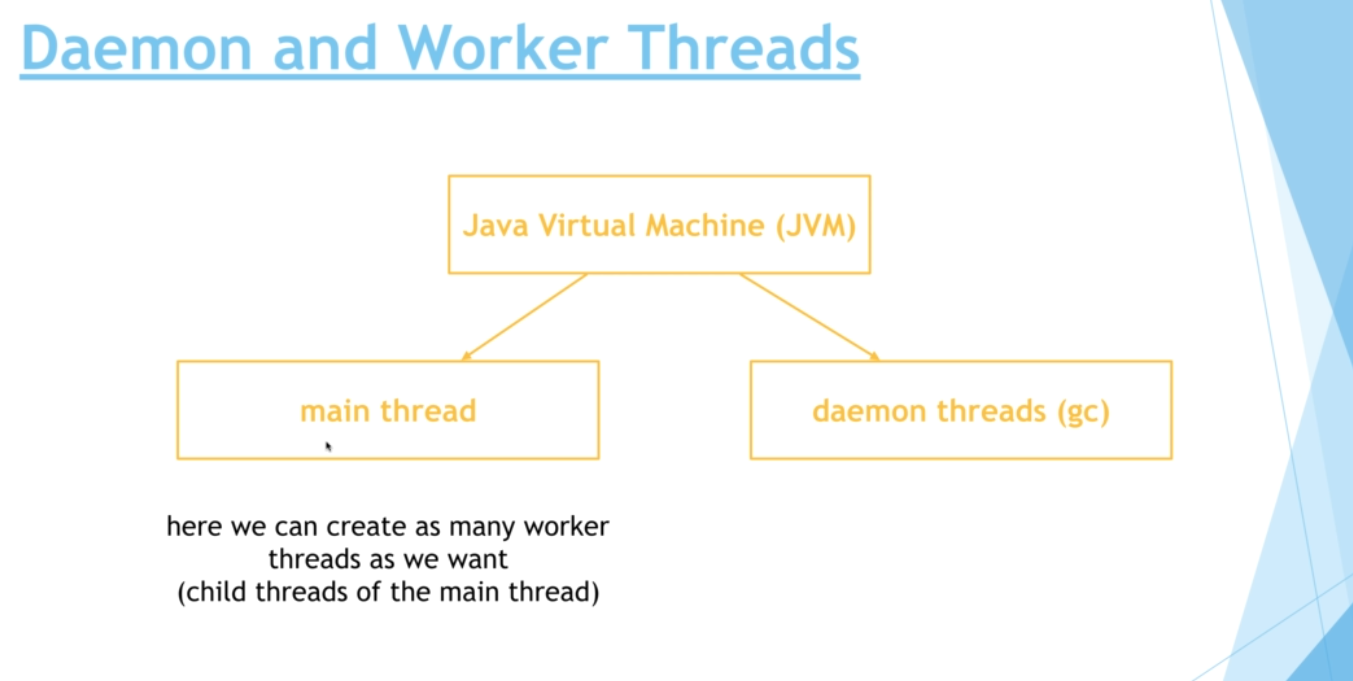 Daemon and Worker Threads
Java Virtual Machine (JVM)
main thread
daemon threads (gc)
here we can create as many worker
threads as we want
(child threads of the main thread)